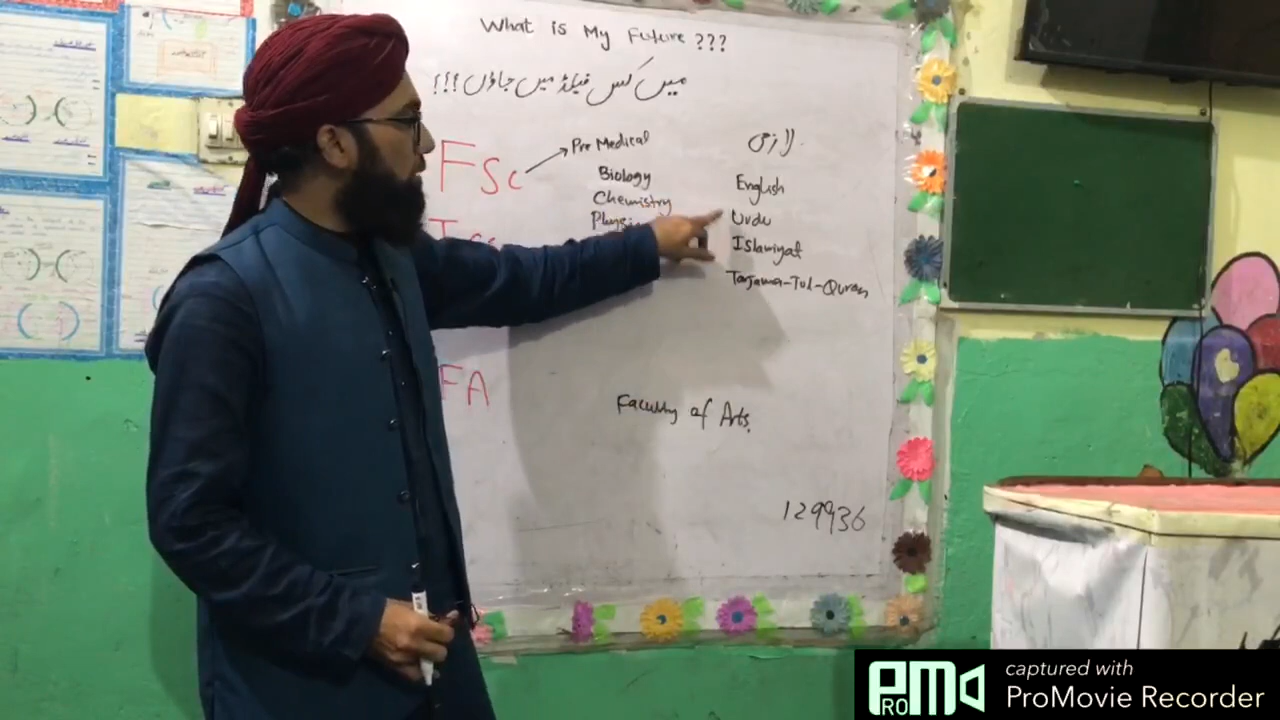 What is My Future ???
میں کس فیلڈ میں جاؤں ؟؟؟
FSc
Pre Medical
Biology
Chemistry
لازمی
English
Urdu
Islamiyat
Tarjama-Tul-Quran
FA
Faculty of Arts.
129936
PRO
captured with
ProMovie Recorder